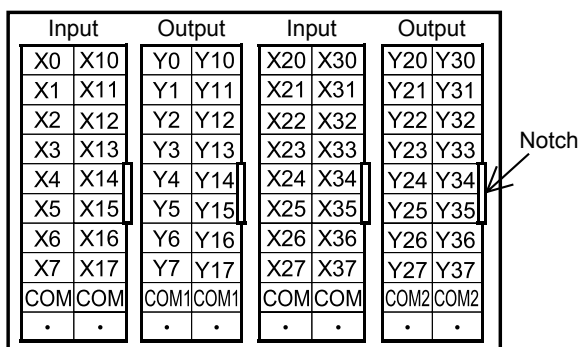 Input Output Input Output
X0 X10 Y0 Y10 X20 X30 Y20 Y30
X1 X11 Y1 Y11 X21 X31 Y21 Y31
X2 X12 Y2 Y12 X22 X32 Y22 Y32
X3 X13 Y3 Y13 X23 X33 Y23 Y33
Notch
X4 X14 Y4 Y14 X24 X34 Y24 Y34
X5 X15 Y5 Y15 X25 X35 Y25 Y35
X6 X16 Y6 Y16 X26 X36 Y26 Y36
X7 X17 Y7 Y17 X27 X37 Y27 Y37
COM COM COM1 COM1 COM COM COM2 COM2
· · · · · · · ·